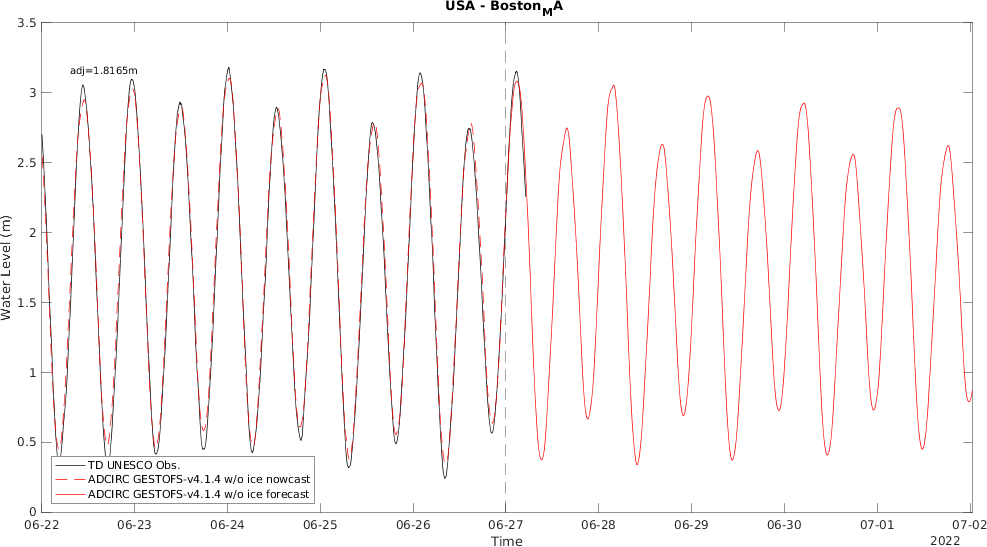 USA - Boston_MA
3.5
adj=1.8165m
3
2.5
2
1.5
1
0.5
0
Water Level (m)
TD UNESCO Obs.
ADCIRC GESTOFS-v4.1.4 w/o ice nowcast
ADCIRC GESTOFS-v4.1.4 w/o ice forecast
06-22 06-23 06-24 06-25 06-26 06-27 06-28 06-29 06-30 07-01 07-02
Time
2022